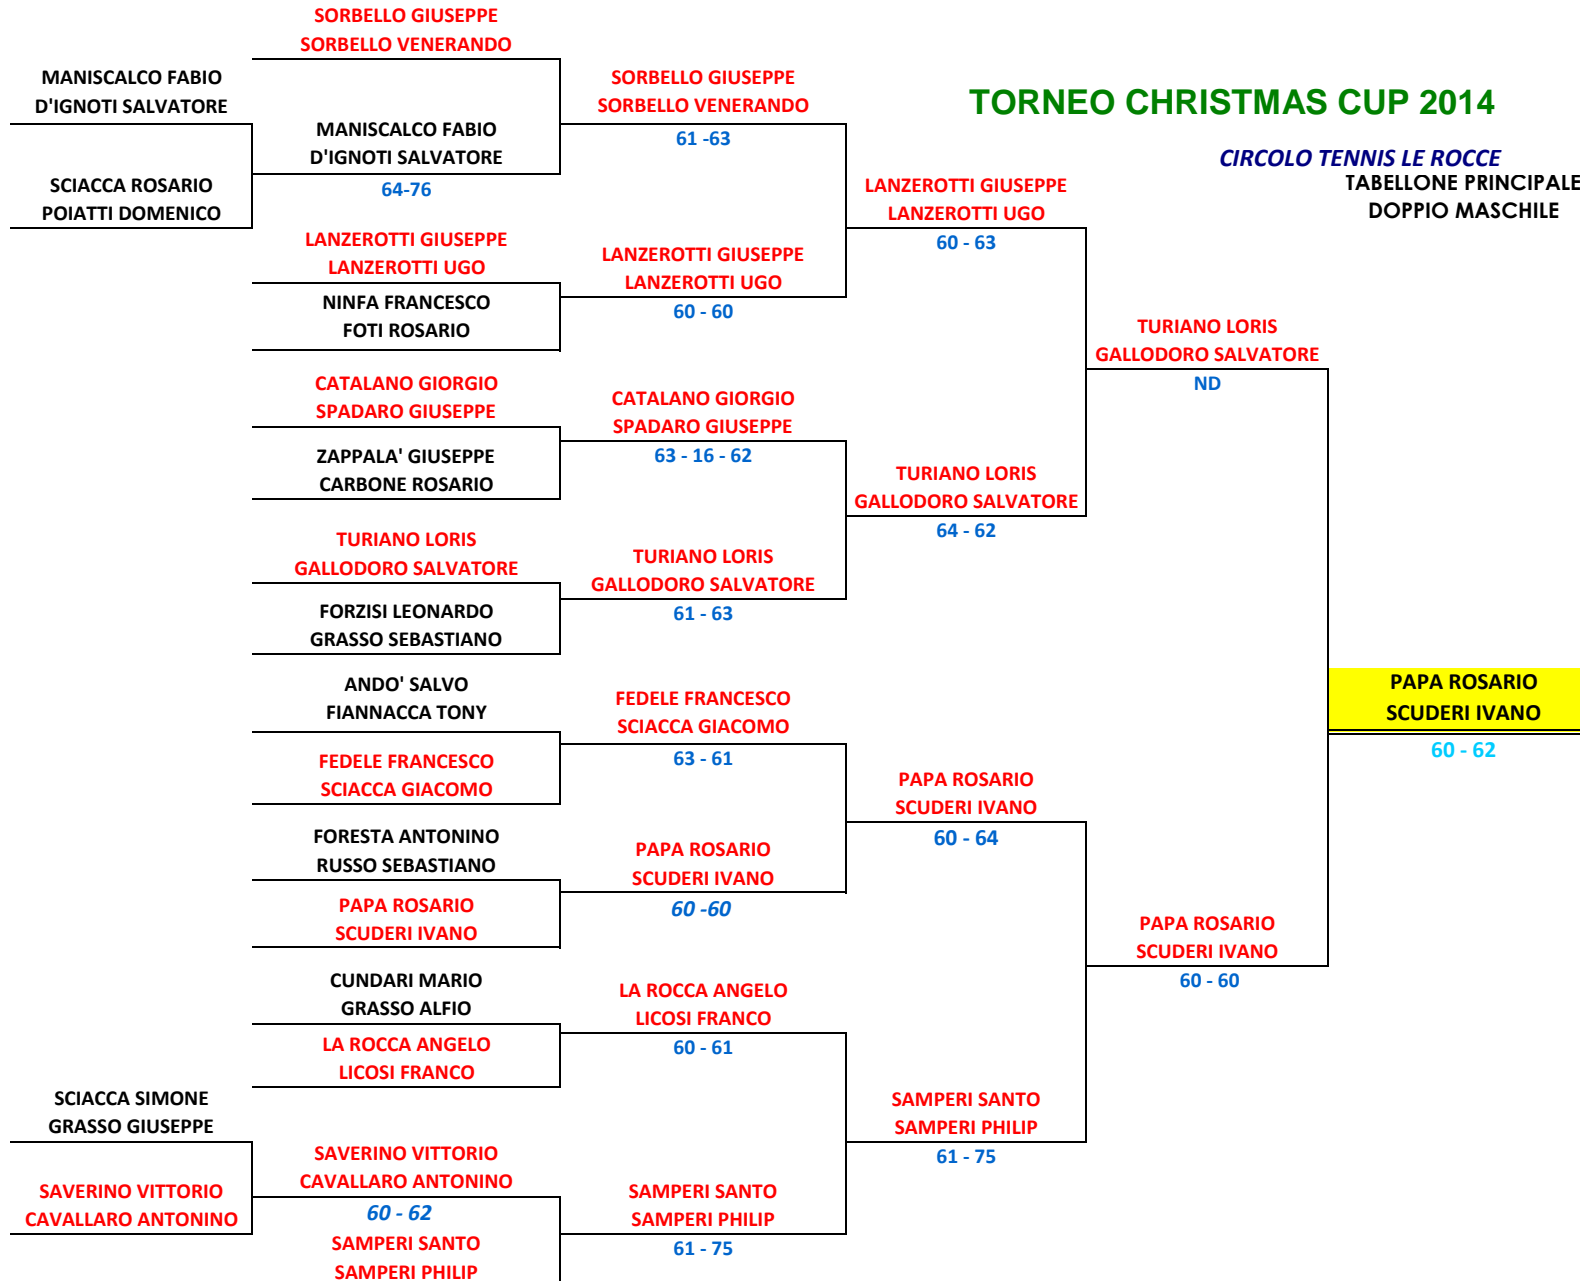 TORNEO CHRISTMAS CUP 2014
CIRCOLO TENNIS LE ROCCE
TABELLONE PRINCIPALE
DOPPIO MASCHILE
MANISCALCO FABIO
D'IGNOTI SALVATORE
SCIACCA ROSARIO
POIATTI DOMENICO
SCIACCA SIMONE
GRASSO GIUSEPPE
SAVERINO VITTORIO
CAVALLARO ANTONINO
SORBELLO GIUSEPPE
SORBELLO VENERANDO
MANISCALCO FABIO
D'IGNOTI SALVATORE
64-76
LANZEROTTI GIUSEPPE
LANZEROTTI UGO
NINFA FRANCESCO
FOTI ROSARIO
CATALANO GIORGIO
SPADARO GIUSEPPE
ZAPPALA' GIUSEPPE
CARBONE ROSARIO
TURIANO LORIS
GALLODORO SALVATORE
FORZISI LEONARDO
GRASSO SEBASTIANO
ANDO' SALVO
FIANNACCA TONY
FEDELE FRANCESCO
SCIACCA GIACOMO
FORESTA ANTONINO
RUSSO SEBASTIANO
PAPA ROSARIO
SCUDERI IVANO
CUNDARI MARIO
GRASSO ALFIO
LA ROCCA ANGELO
LICOSI FRANCO
SAVERINO VITTORIO
CAVALLARO ANTONINO
60 - 62
SAMPERI SANTO
SAMPERI PHILIP
SORBELLO GIUSEPPE
SORBELLO VENERANDO
61 -63
LANZEROTTI GIUSEPPE
LANZEROTTI UGO
60 - 60
CATALANO GIORGIO
SPADARO GIUSEPPE
63 - 16 - 62
TURIANO LORIS
GALLODORO SALVATORE
61 - 63
FEDELE FRANCESCO
SCIACCA GIACOMO
63 - 61
PAPA ROSARIO
SCUDERI IVANO
60 -60
LA ROCCA ANGELO
LICOSI FRANCO
60 - 61
SAMPERI SANTO
SAMPERI PHILIP
61 - 75
LANZEROTTI GIUSEPPE
LANZEROTTI UGO
60 - 63
TURIANO LORIS
GALLODORO SALVATORE
64 - 62
PAPA ROSARIO
SCUDERI IVANO
60 - 64
SAMPERI SANTO
SAMPERI PHILIP
61 - 75
TURIANO LORIS
GALLODORO SALVATORE
ND
PAPA ROSARIO
SCUDERI IVANO
60 - 60
PAPA ROSARIO
SCUDERI IVANO
60 - 62